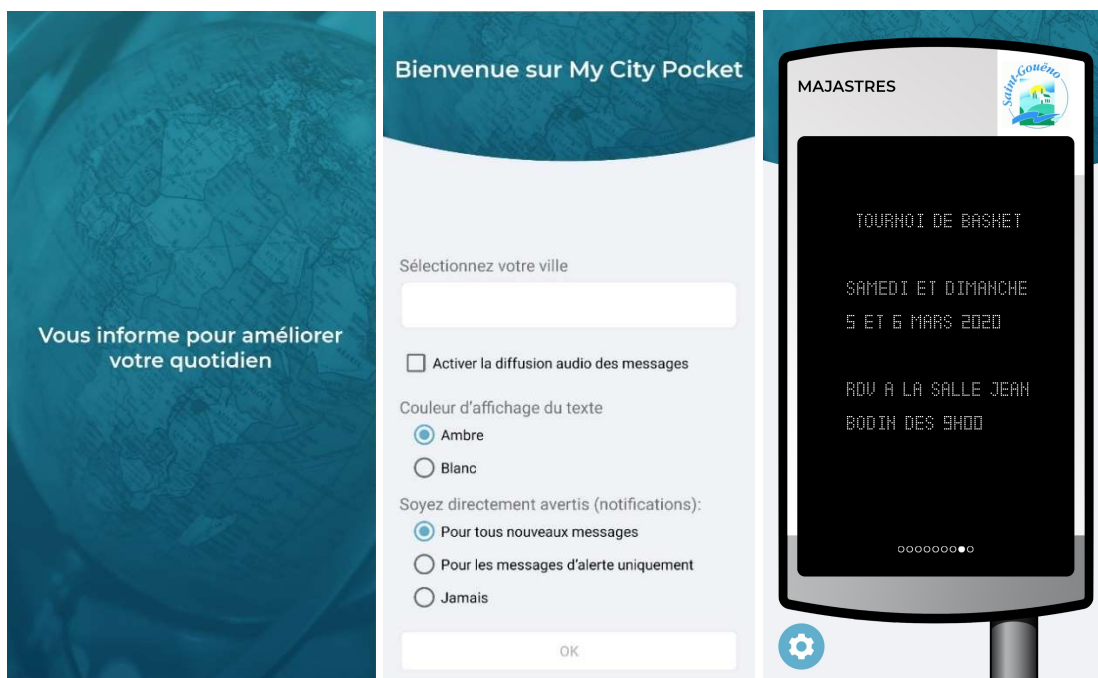 Vous informe pour améliorer
votre quotidien
Bienvenue sur My City Pocket
Sélectionnez votre ville
Activer la diffusion audio des messages
Couleur d'affichage du texte
Ambre
Blanc
Soyez directement avertis (notifications):
Pour tous nouveaux messages
Pour les messages d'alerte uniquement
Jamais
OK
MAJASTRES
Saint-Gouëno
TOURNOI DE BASKET
SAMEDI ET DIMANCHE
5 ET 6 MARS 2020
RDV A LA SALLE JEAN
BODIN DES 9H00